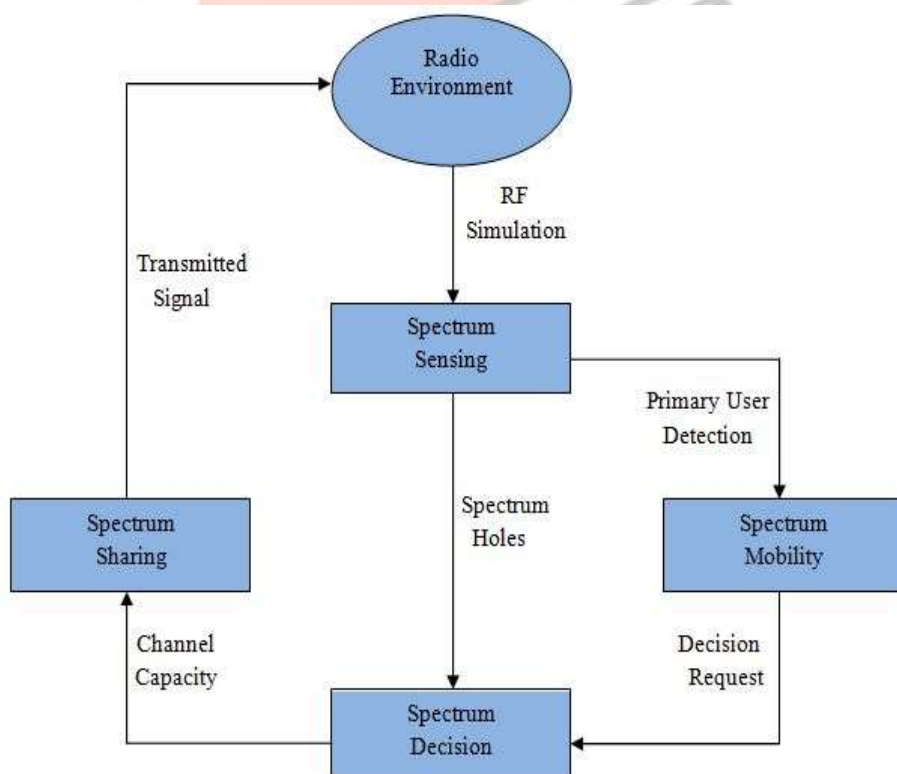 Radio
Environment
RF
Simulation
Transmitted
Signal
Spectrum
Sensing
Primary User
Detection
Spectrum
Sharing
Spectrum
Holes
Spectrum
Mobility
Channel
Capacity
Decision
Request
Spectrum
Decision